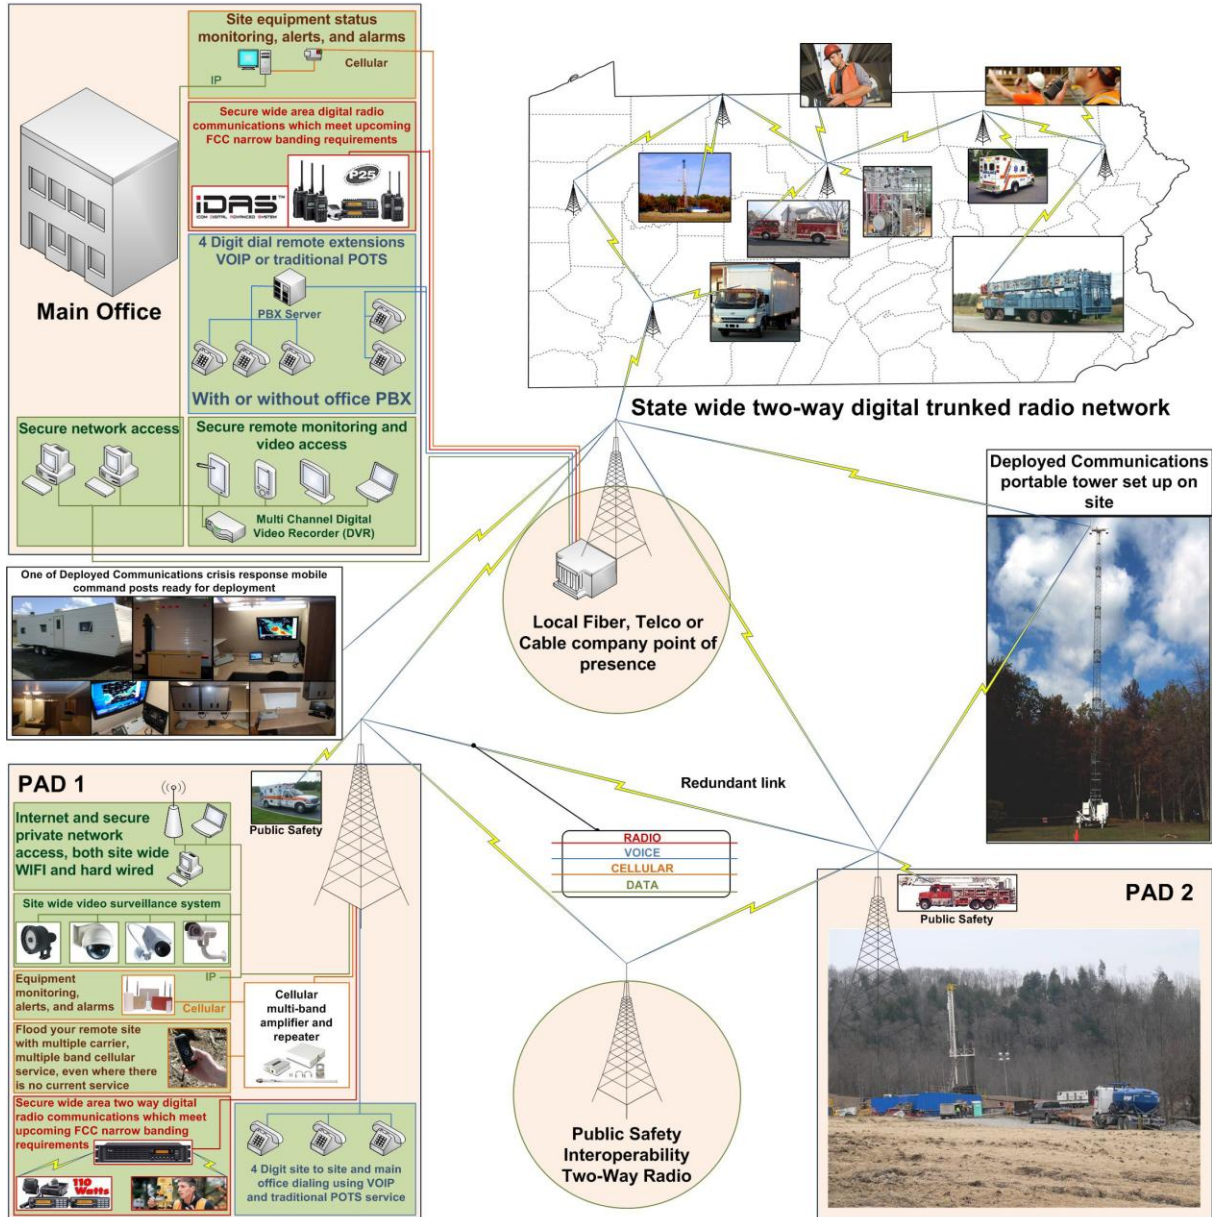 Site equipment status
monitoring, alerts, and alarms
Cellular
IP
Secure wide area digital radio
communications which meet upcoming
FCC narrow banding requirements
P25
iDAS™
ICOM DIGITAL ADVANCED SYSTEM
4 Digit dial remote extensions
VOIP or traditional POTS
PBX Server
With or without office PBX
Main Office
Secure network access
Secure remote monitoring and
video access
Multi Channel Digital
Video Recorder (DVR)
State wide two-way digital trunked radio network
Deployed Communications
portable tower set up on
site
One of Deployed Communications crisis response mobile
command posts ready for deployment
Local Fiber, Telco or
Cable company point of
presence
PAD 1
Public Safety
Internet and secure
private network
access, both site wide
WIFI and hard wired
Site wide video surveillance system
IP
Equipment
monitoring,
alerts, and alarms
Cellular
Cellular
multi-band
amplifier and
repeater
Flood your remote site
with multiple carrier,
multiple band cellular
service, even where there
is no current service
Secure wide area two way digital
radio communications which meet
upcoming FCC narrow banding
requirements
110
Watts
4 Digit site to site and main
office dialing using VOIP
and traditional POTS service
Redundant link
RADIO
VOICE
CELLULAR
DATA
Public Safety
Interoperability
Two-Way Radio
Public Safety
PAD 2